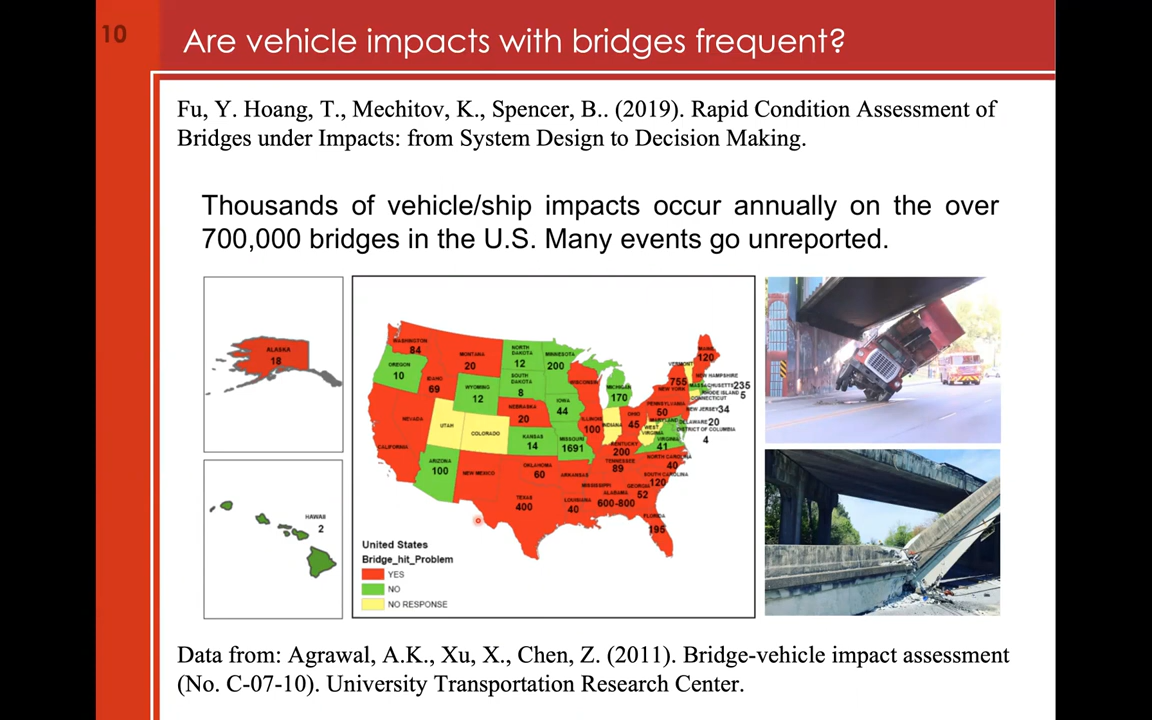 10
Are vehicle impacts with bridges frequent?
Fu, Y. Hoang, T., Mechitov, K., Spencer, B.. (2019). Rapid Condition Assessment of
Bridges under Impacts: from System Design to Decision Making.
Thousands of vehicle/ship impacts occur annually on the over
700,000 bridges in the U.S. Many events go unreported.
ALASKA
18
HAWAII
2
WASHINGTON
84
OREGON
10
IDAHO
69
MONTANA
20
NORTH
DAKOTA
12
MINNESOTA
200
WISCONSIN
SOUTH
DAKOTA
8
WYOMING
12
NEBRASKA
20
IOWA
44
MICHIGAN
170
NEVADA
UTAH
COLORADO
CALIFORNIA
KANSAS
14
MISSOURI
1691
ILLINOIS
100
INDIANA
OHIO
45
KENTUCKY
200
WEST
VIRGINIA
VIRGINIA
41
PENNSYLVANIA
50
NEW YORK
755
VERMONT
MAINE
120
NEW HAMPSHIRE
MASSACHUSETTS 235
RHODE ISLAND 5
CONNECTICUT
NEW JERSEY 34
DELAWARE 20
MARYLAND
DISTRICT OF COLUMBIA
4
ARIZONA
100
NEW MEXICO
OKLAHOMA
60
ARKANSAS
TENNESSEE
89
NORTH CAROLINA
40
SOUTH CAROLINA
120
MISSISSIPPI
ALABAMA
600-800
GEORGIA
52
TEXAS
400
LOUISIANA
40
FLORIDA
195
United States
Bridge_hit_Problem
YES
NO
NO RESPONSE
Data from: Agrawal, A.K., Xu, X., Chen, Z. (2011). Bridge-vehicle impact assessment
(No. C-07-10). University Transportation Research Center.